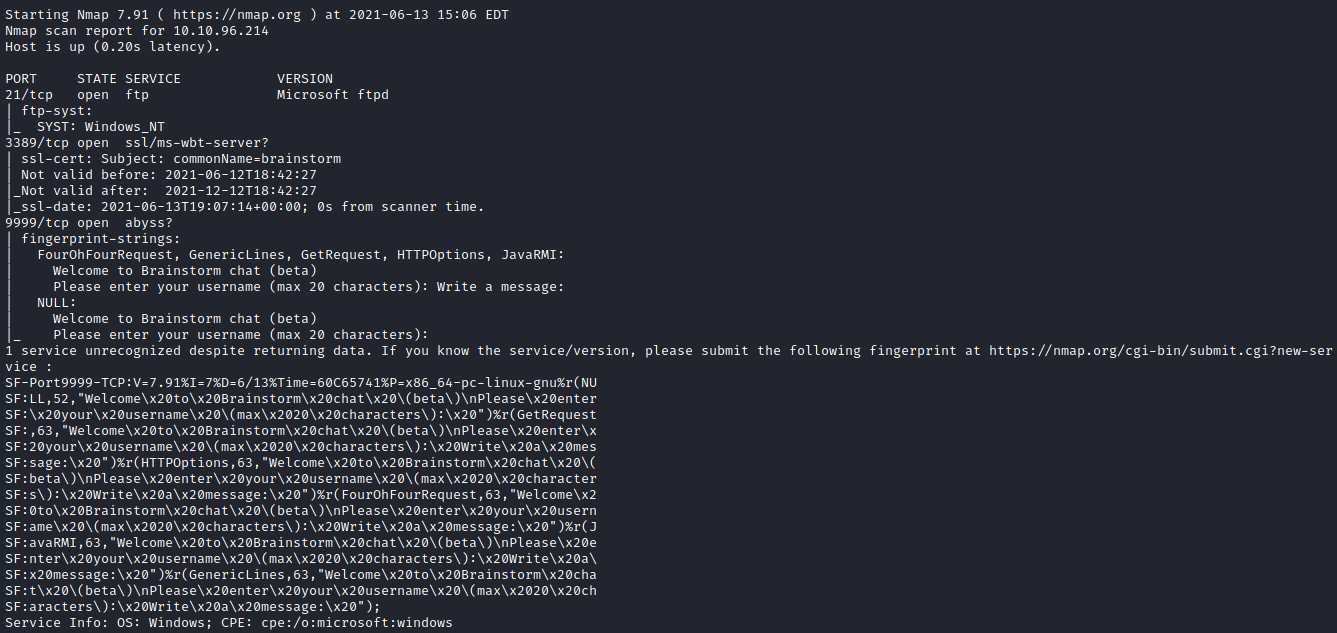 Starting Nmap 7.91 ( https://nmap.org ) at 2021-06-13 15:06 EDT
Nmap scan report for 10.10.96.214
Host is up (0.20s latency).

PORT     STATE SERVICE            VERSION
21/tcp   open  ftp                Microsoft ftpd
| ftp-syst:
|_  SYST: Windows_NT
3389/tcp open  ssl/ms-wbt-server?
| ssl-cert: Subject: commonName=brainstorm
| Not valid before: 2021-06-12T18:42:27
|_Not valid after:  2021-12-12T18:42:27
|_ssl-date: 2021-06-13T19:07:14+00:00; 0s from scanner time.
9999/tcp open  abyss?
| fingerprint-strings:
|   FourOhFourRequest, GenericLines, GetRequest, HTTPOptions, JavaRMI:
|     Welcome to Brainstorm chat (beta)
|     Please enter your username (max 20 characters): Write a message:
|   NULL:
|     Welcome to Brainstorm chat (beta)
|_    Please enter your username (max 20 characters):
1 service unrecognized despite returning data. If you know the service/version, please submit the following fingerprint at https://nmap.org/cgi-bin/submit.cgi?new-ser
vice :
SF-Port9999-TCP:V=7.91%I=7%D=6/13%Time=60C65741%P=x86_64-pc-linux-gnu%r(NU
SF:LL,52,"Welcome\x20to\x20Brainstorm\x20chat\x20\(beta\)\nPlease\x20enter
SF:\x20your\x20username\x20\(max\x2020\x20characters\):\x20")%r(GetRequest
SF:,63,"Welcome\x20to\x20Brainstorm\x20chat\x20\(beta\)\nPlease\x20enter\x
SF:20your\x20username\x20\(max\x2020\x20characters\):\x20Write\x20a\x20mes
SF:sage:\x20")%r(HTTPOptions,63,"Welcome\x20to\x20Brainstorm\x20chat\x20\(
SF:beta\)\nPlease\x20enter\x20your\x20username\x20\(max\x2020\x20character
SF:s\):\x20Write\x20a\x20message:\x20")%r(FourOhFourRequest,63,"Welcome\x2
SF:0to\x20Brainstorm\x20chat\x20\(beta\)\nPlease\x20enter\x20your\x20usern
SF:ame\x20\(max\x2020\x20characters\):\x20Write\x20a\x20message:\x20")%r(J
SF:avaRMI,63,"Welcome\x20to\x20Brainstorm\x20chat\x20\(beta\)\nPlease\x20e
SF:nter\x20your\x20username\x20\(max\x2020\x20characters\):\x20Write\x20a\
SF:x20message:\x20")%r(GenericLines,63,"Welcome\x20to\x20Brainstorm\x20cha
SF:t\x20\(beta\)\nPlease\x20enter\x20your\x20username\x20\(max\x2020\x20ch
SF:aracters\):\x20Write\x20a\x20message:\x20");
Service Info: OS: Windows; CPE: cpe:/o:microsoft:windows